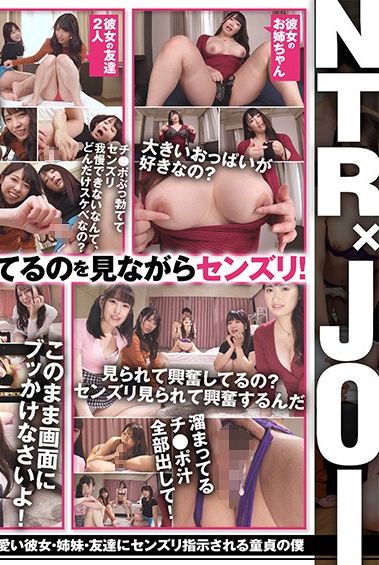 NTR×JOI
彼女の友達
2人
彼女の
お姉ちゃん
チ●ポぶっ勃てて
センズリ
我慢できないなんて、
どんだけスケベなの?
大きいおっぱいが
好きなの?
てるのを見ながらセンズリ!
見られて興奮してるの?
センズリ見られて興奮するんだ
このまま画面に
ブッかけなさいよ!
溜まってる
チ●ポ汁
全部出して!
愛い彼女・姉妹・友達にセンズリ指示される童貞の僕